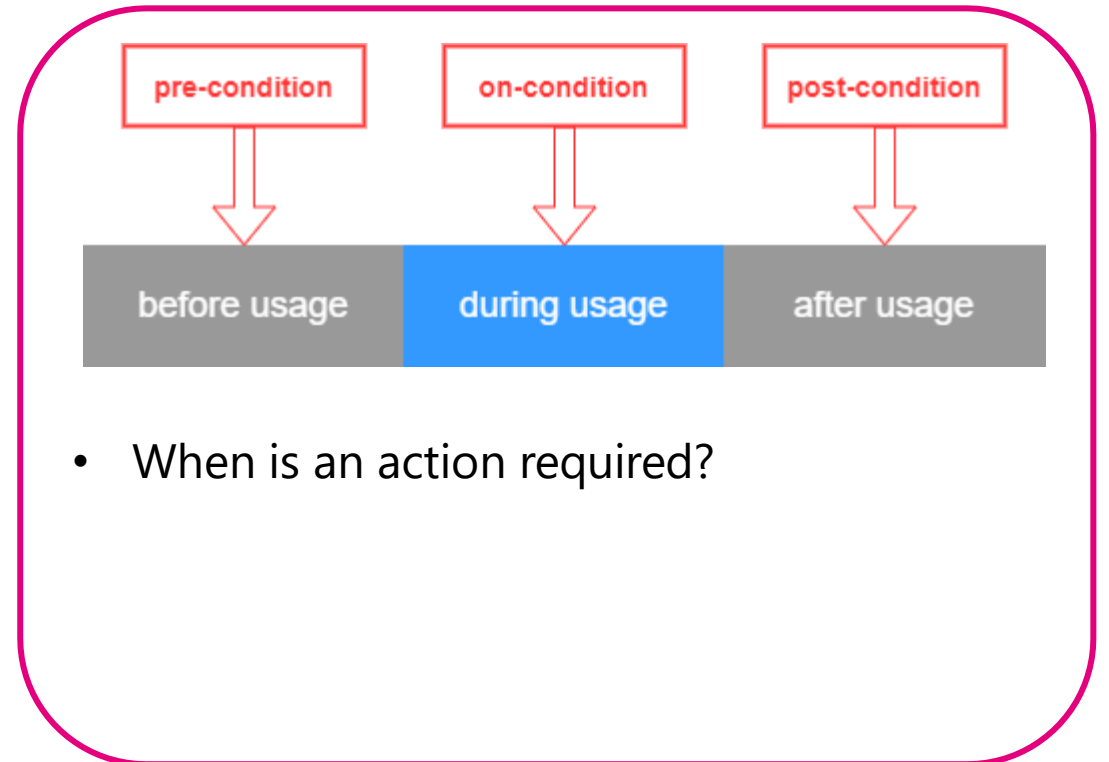 pre-condition on-condition post-condition
before usage during usage after usage
• When is an action required?